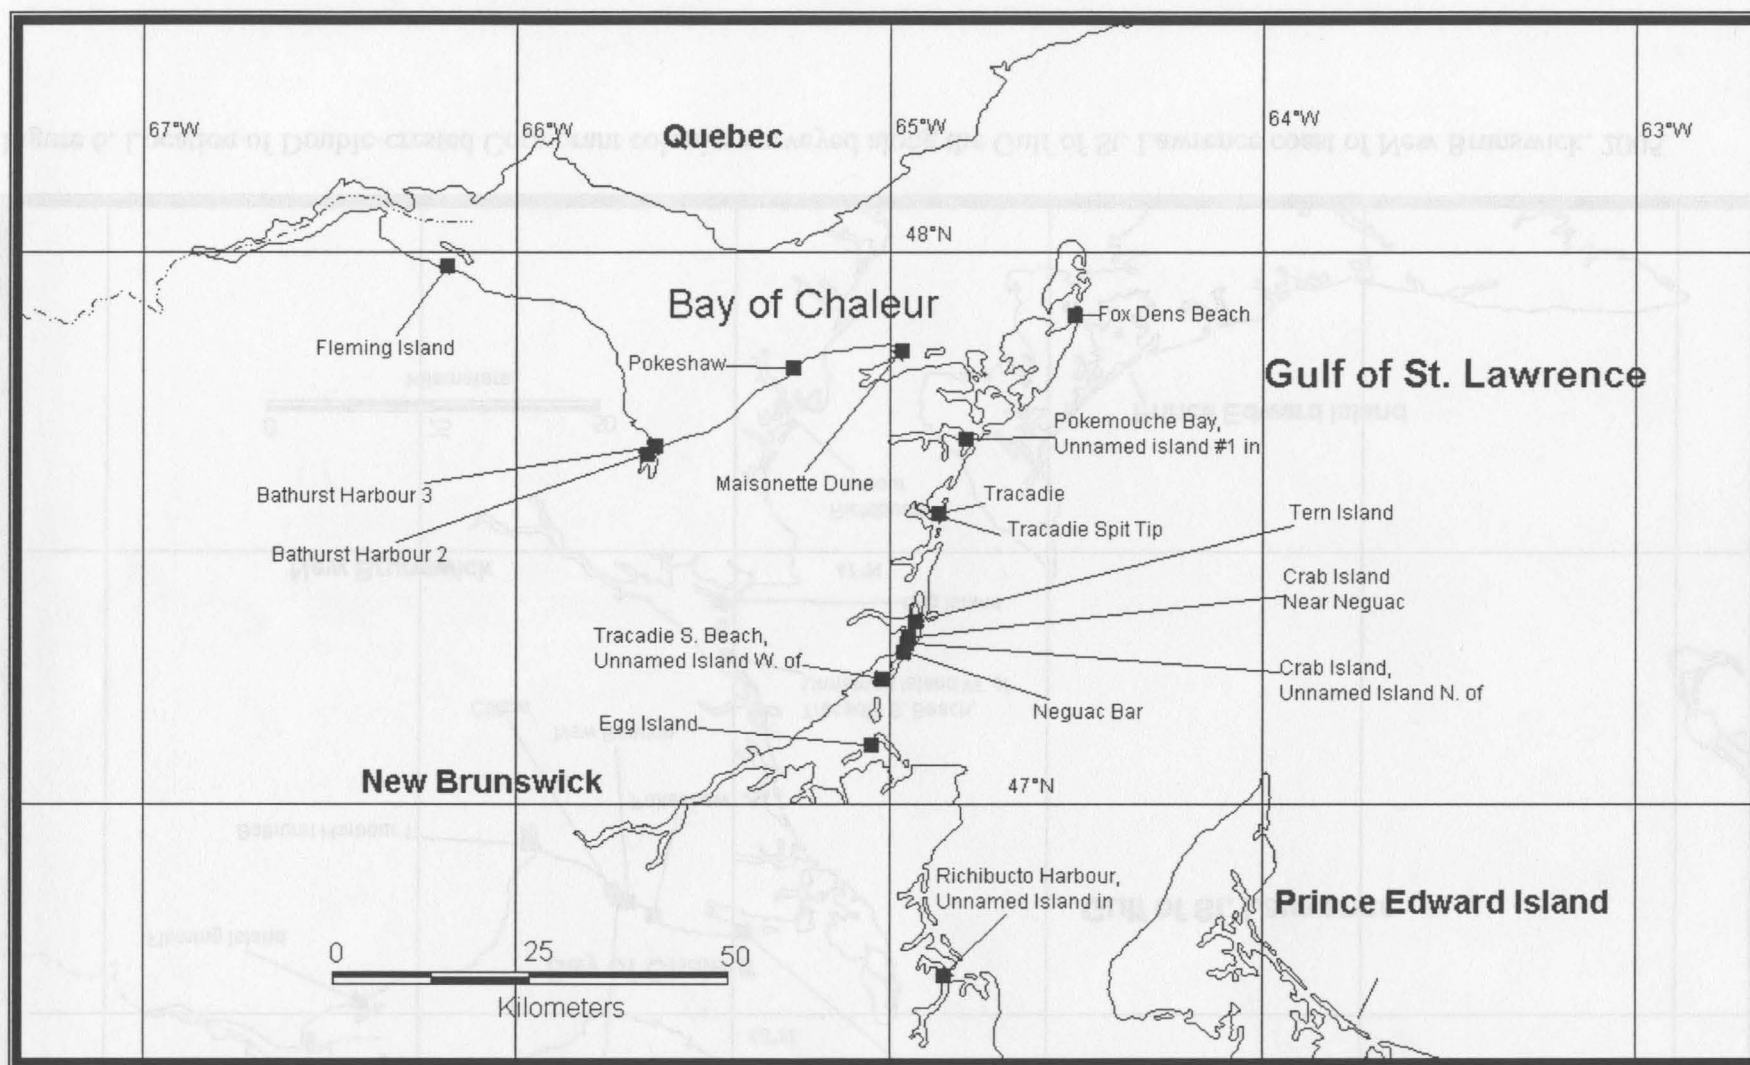 67°W
66°W
65°W
64°W
63°W
Quebec
48°N
Bay of Chaleur
Fox Dens Beach
Fleming Island
Pokeshaw
Gulf of St. Lawrence
Pokemouche Bay,
Unnamed island #1 in
Maisonette Dune
Bathurst Harbour 3
Tracadie
Tern Island
Tracadie Spit Tip
Bathurst Harbour 2
Crab Island
Near Neguac
Tracadie S. Beach,
Unnamed Island W. of
Crab Island,
Unnamed Island N. of
Neguac Bar
Egg Island
New Brunswick
47°N
Richibucto Harbour,
Unnamed Island in
Prince Edward Island
0 25 50
Kilometers